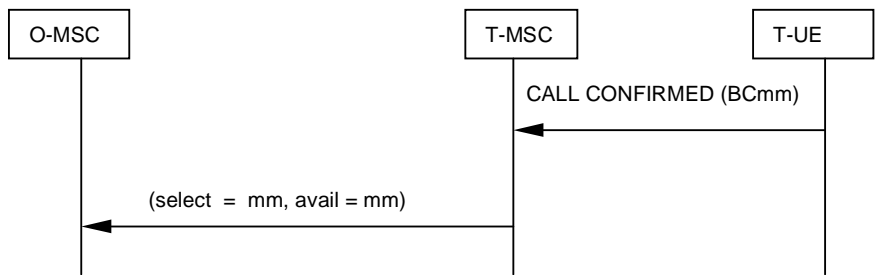 O-MSC
T-MSC
T-UE
CALL CONFIRMED (BCmm)
(select = mm, avail = mm)